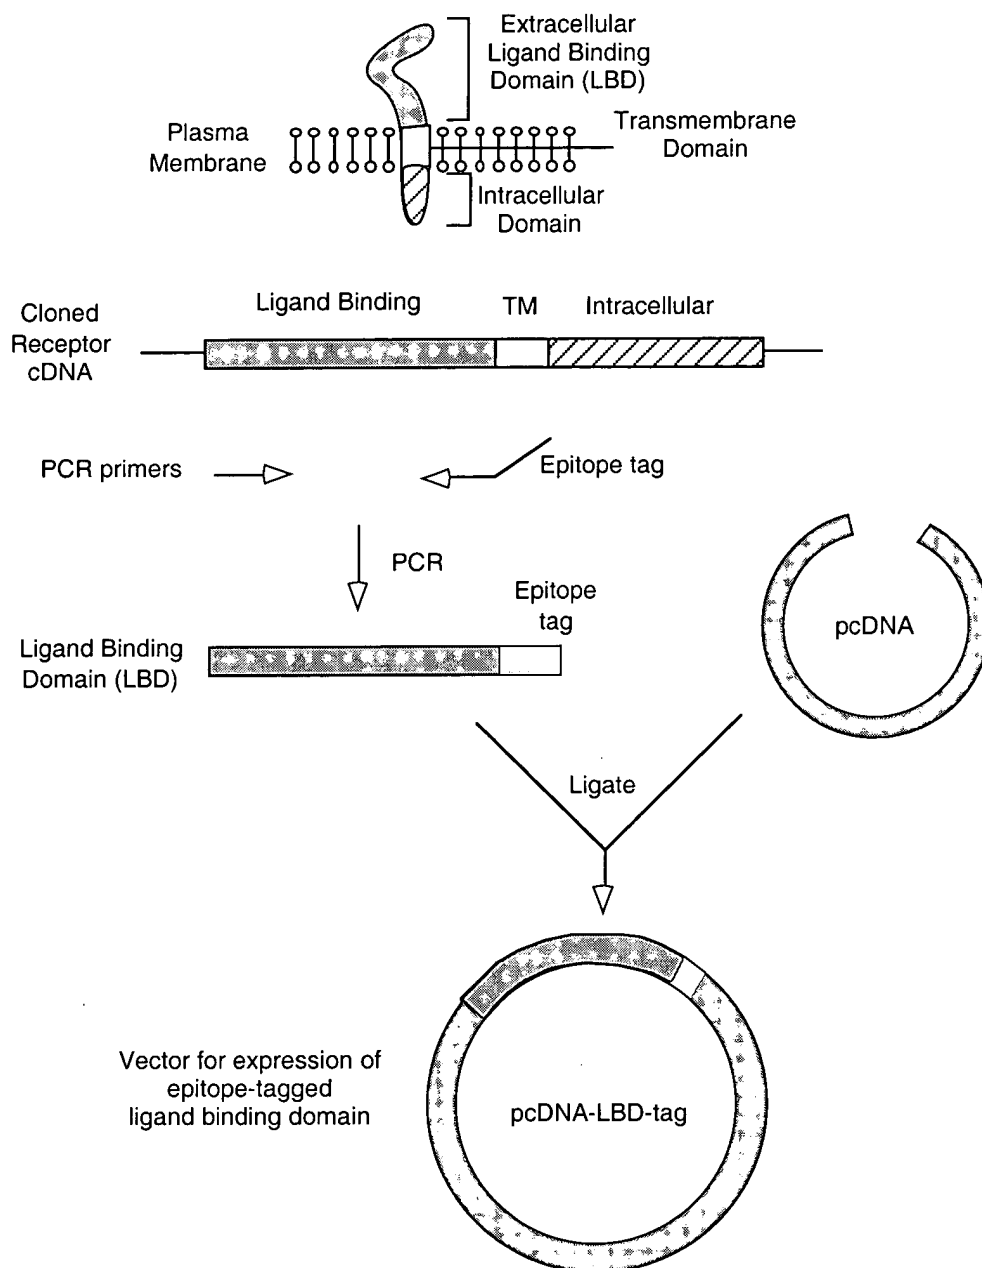 Extracellular
Ligand Binding
Domain (LBD)
Plasma
Membrane
Transmembrane
Domain
Intracellular
Domain
Ligand Binding
TM
Intracellular
Cloned
Receptor
cDNA
PCR primers
Epitope tag
PCR
Epitope
tag
Ligand Binding
Domain (LBD)
pcDNA
Ligate
Vector for expression of
epitope-tagged
ligand binding domain
pcDNA-LBD-tag